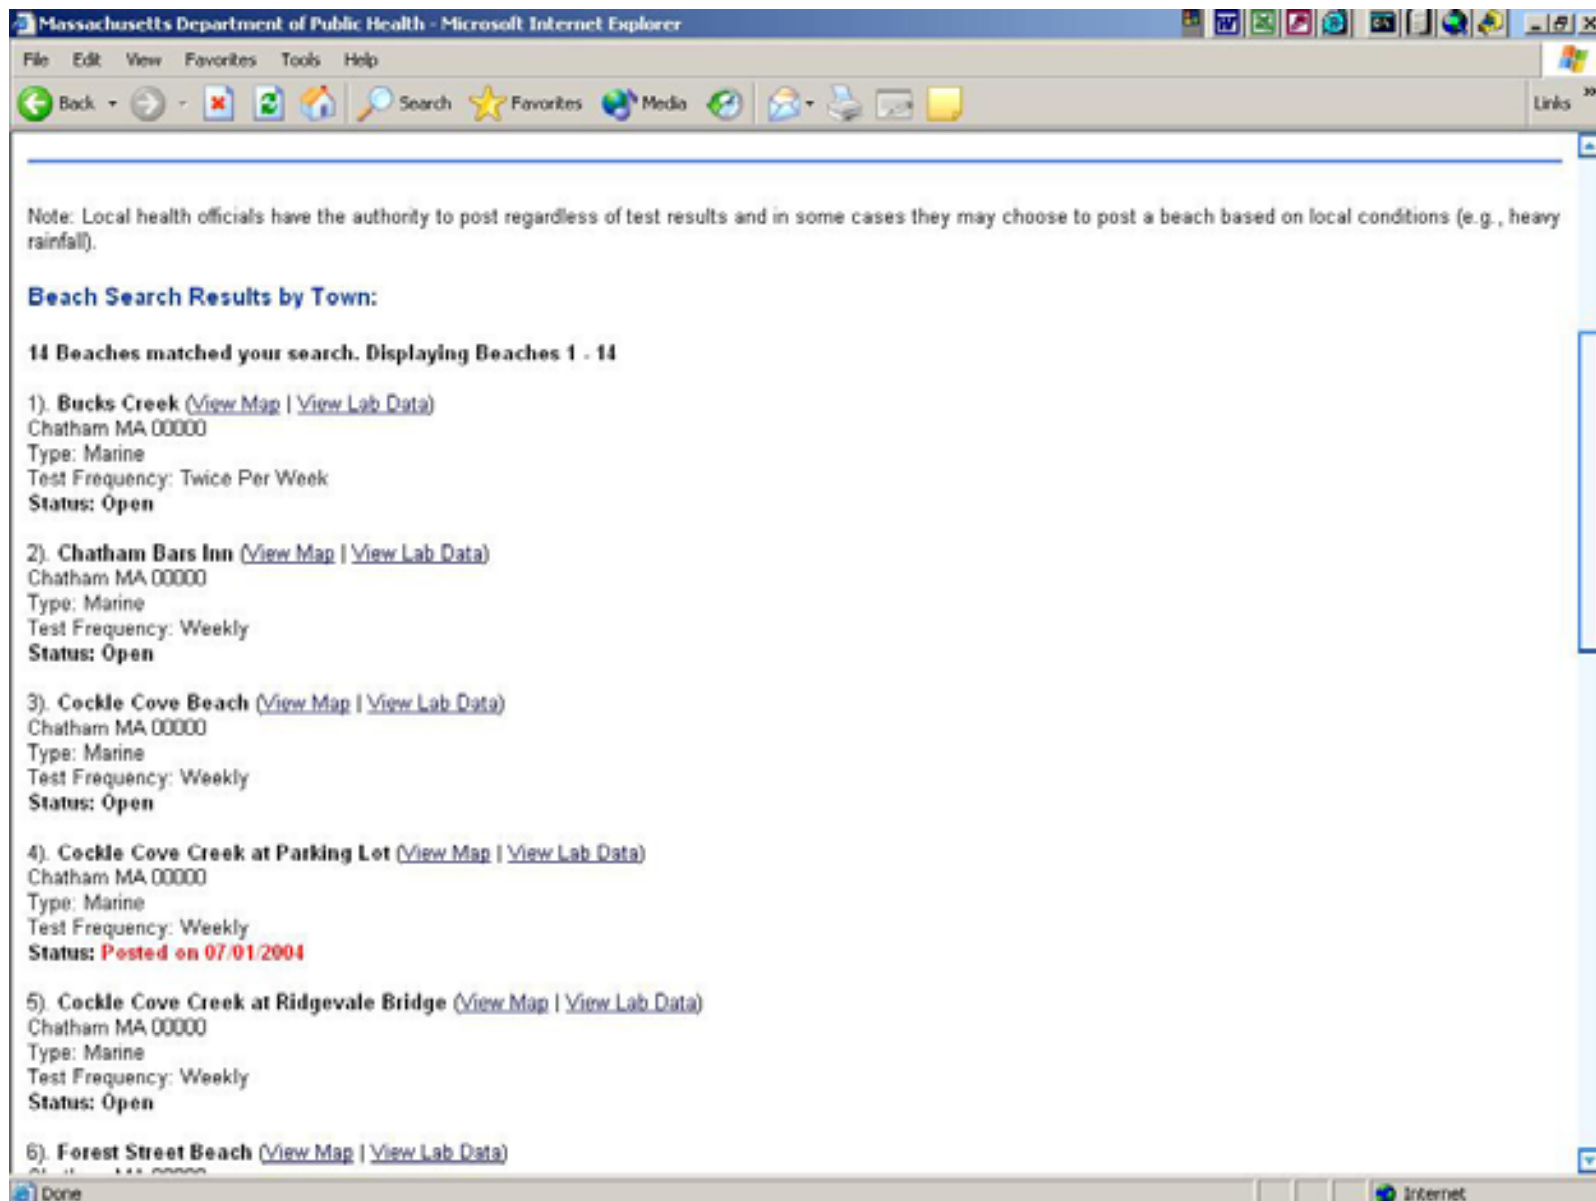 Massachusetts Department of Public Health - Microsoft Internet Explorer
File Edit View Favorites Tools Help
Back Search Favorites Media Links
Note: Local health officials have the authority to post regardless of test results and in some cases they may choose to post a beach based on local conditions (e.g., heavy
rainfall).
Beach Search Results by Town:
14 Beaches matched your search. Displaying Beaches 1 - 14
1). Bucks Creek (View Map | View Lab Data)
Chatham MA 00000
Type: Marine
Test Frequency: Twice Per Week
Status: Open
2). Chatham Bars Inn (View Map | View Lab Data)
Chatham MA 00000
Type: Marine
Test Frequency: Weekly
Status: Open
3). Cockle Cove Beach (View Map | View Lab Data)
Chatham MA 00000
Type: Marine
Test Frequency: Weekly
Status: Open
4). Cockle Cove Creek at Parking Lot (View Map | View Lab Data)
Chatham MA 00000
Type: Marine
Test Frequency: Weekly
Status: Posted on 07/01/2004
5). Cockle Cove Creek at Ridgevale Bridge (View Map | View Lab Data)
Chatham MA 00000
Type: Marine
Test Frequency: Weekly
Status: Open
6). Forest Street Beach (View Map | View Lab Data)
Done Internet